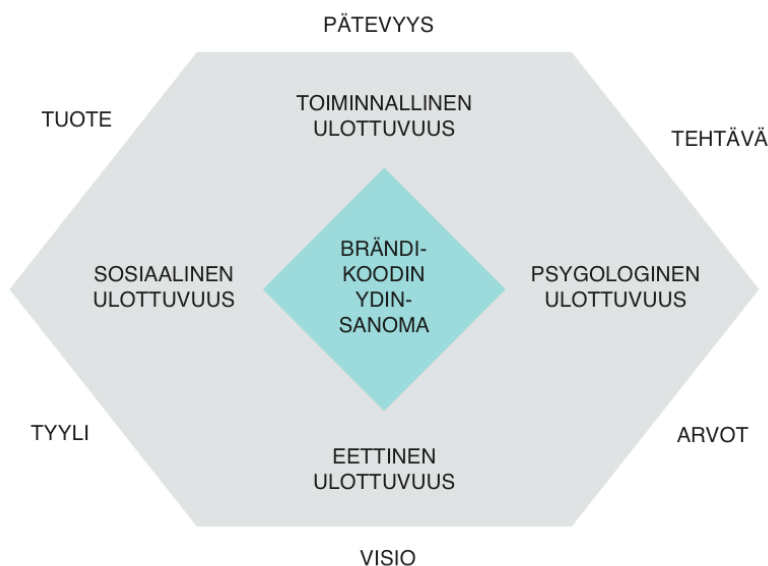 PÄTEVYYS
TUOTE
TOIMINNALLINEN
ULOTTUVUUS
TEHTÄVÄ
SOSIAALINEN
ULOTTUVUUS
BRÄNDI-
KOODIN
YDIN-
SANOMA
PSYGOLOGINEN
ULOTTUVUUS
TYYLI
EETTINEN
ULOTTUVUUS
ARVOT
VISIO